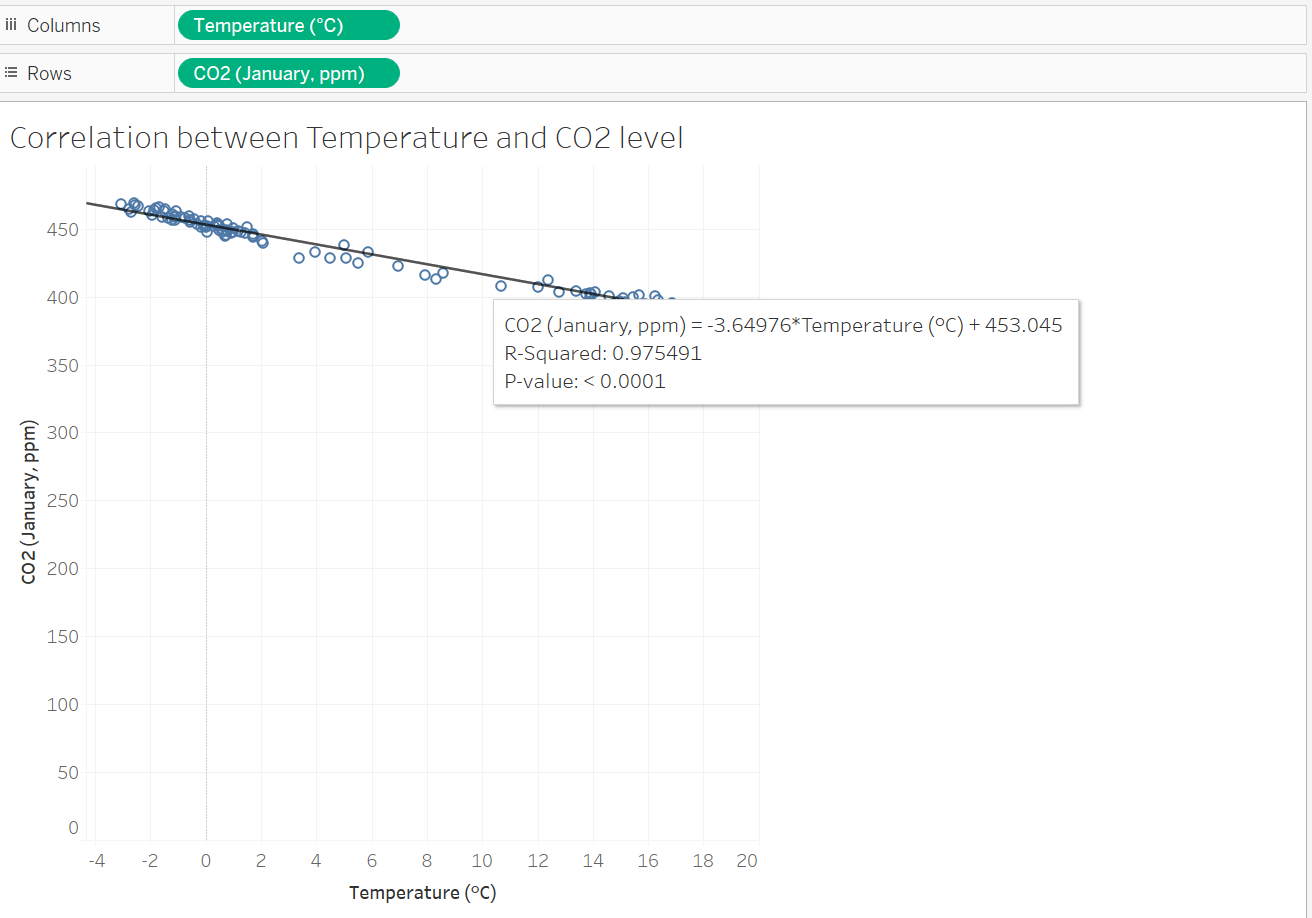 Columns
Temperature (°C)
Rows
CO2 (January, ppm)
Correlation between Temperature and CO2 level
450
400
350
300
250
200
150
100
50
0
CO2 (January, ppm)
CO2 (January, ppm) = -3.64976*Temperature (°C) + 453.045
R-Squared: 0.975491
P-value: < 0.0001
-4 -2 0 2 4 6 8 10 12 14 16 18 20
Temperature (°C)